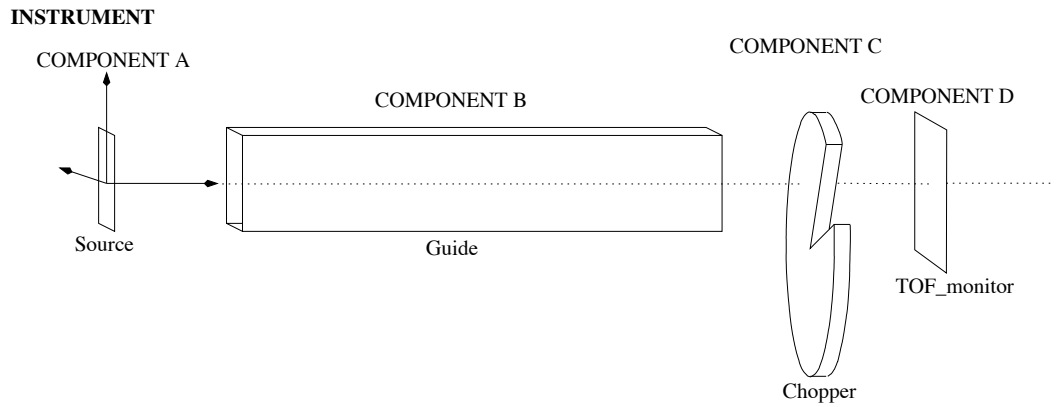 INSTRUMENT
COMPONENT A
COMPONENT B
COMPONENT C
COMPONENT D
Source
Guide
TOF_monitor
Chopper